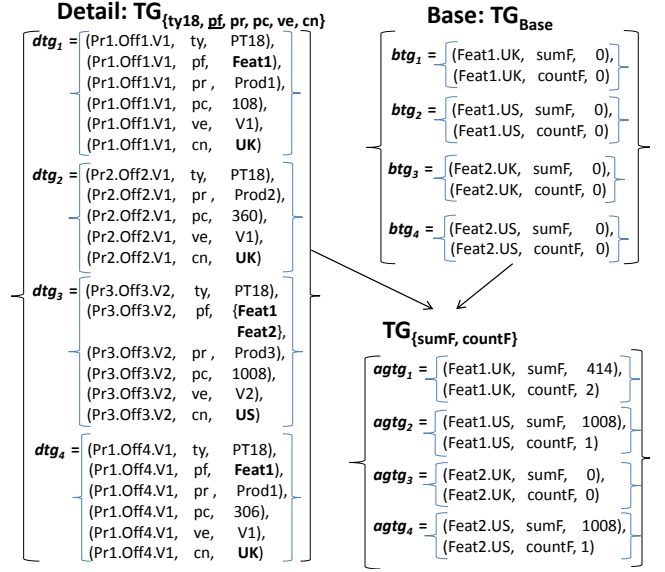 Detail: TG{ty18, pf, pr, pc, ve, cn}
dtg1 = (Pr1.Off1.V1, ty, PT18),
(Pr1.Off1.V1, pf, Feat1),
(Pr1.Off1.V1, pr , Prod1),
(Pr1.Off1.V1, pc, 108)
(Pr1.Off1.V1, ve, V1),
(Pr1.Off1.V1, cn, UK)
dtg2 = (Pr2.Off2.V1, ty, PT18),
(Pr2.Off2.V1, pr , Prod2),
(Pr2.Off2.V1, pc, 360),
(Pr2.Off2.V1, ve, V1),
(Pr2.Off2.V1, cn, UK)
dtg3 = (Pr3.Off3.V2, ty, PT18),
(Pr3.Off3.V2, pf, {Feat1
Feat2},
(Pr3.Off3.V2, pr , Prod3),
(Pr3.Off3.V2, pc, 1008),
(Pr3.Off3.V2, ve, V2),
(Pr3.Off3.V2, cn, US)
dtg4 = (Pr1.Off4.V1, ty, PT18),
(Pr1.Off4.V1, pf, Feat1),
(Pr1.Off4.V1, pr , Prod1),
(Pr1.Off4.V1, pc, 306),
(Pr1.Off4.V1, ve, V1),
(Pr1.Off4.V1, cn, UK)
Base: TGBase
btg1 = (Feat1.UK, sumF, 0),
(Feat1.UK, countF, 0)
btg2 = (Feat1.US, sumF, 0),
(Feat1.US, countF, 0)
btg3 = (Feat2.UK, sumF, 0),
(Feat2.UK, countF, 0)
btg4 = (Feat2.US, sumF, 0),
(Feat2.US, countF, 0)
TG{sumF, countF}
agtg1 = (Feat1.UK, sumF, 414),
(Feat1.UK, countF, 2)
agtg2 = (Feat1.US, sumF, 1008),
(Feat1.US, countF, 1)
agtg3 = (Feat2.UK, sumF, 0),
(Feat2.UK, countF, 0)
agtg4 = (Feat2.US, sumF, 1008)
(Feat2.US, countF, 1)